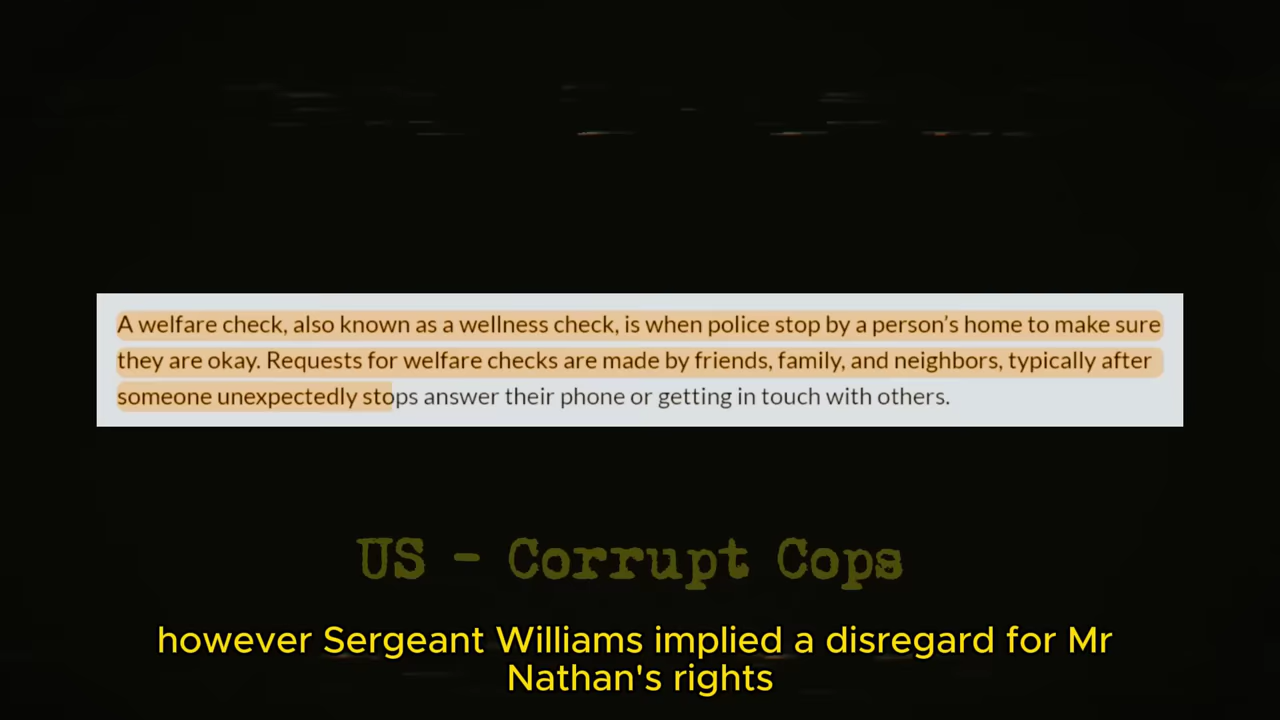 A welfare check, also known as a wellness check, is when police stop by a person’s home to make sure
they are okay. Requests for welfare checks are made by friends, family, and neighbors, typically after
someone unexpectedly stops answer their phone or getting in touch with others.
US - Corrupt Cops
however Sergeant Williams implied a disregard for Mr
Nathan's rights